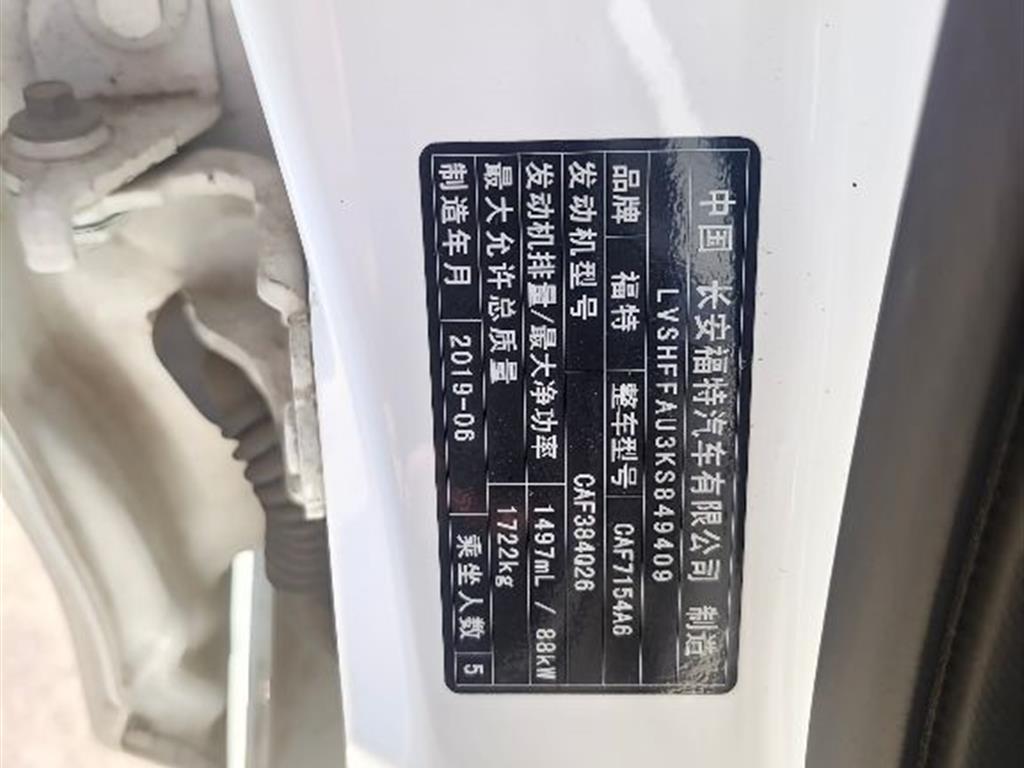 中国 长安福特汽车有限公司 制造
LVSHFFAU3KS849409
品牌 福特 整车型号 CAF7154A6
发动机型号 CAF384Q26
发动机排量/最大净功率 1497mL / 88kW
最大允许总质量 1722kg
制造年月 2019-06 乘坐人数 5